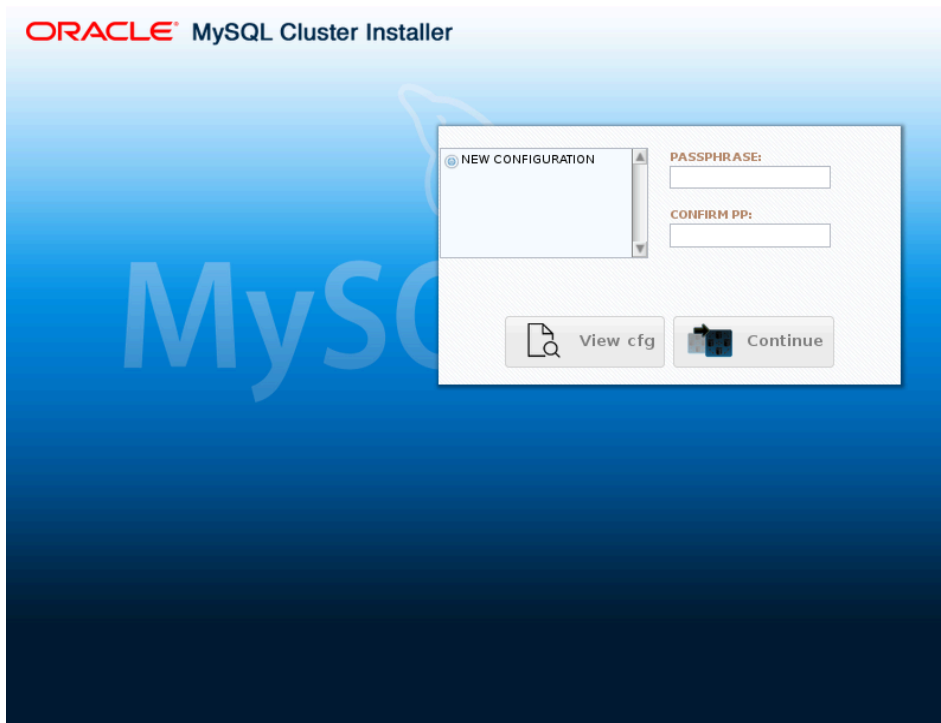 ORACLE® MySQL Cluster Installer
NEW CONFIGURATION
PASSPHRASE:
CONFIRM PP:
MySQ
View cfg
Continue